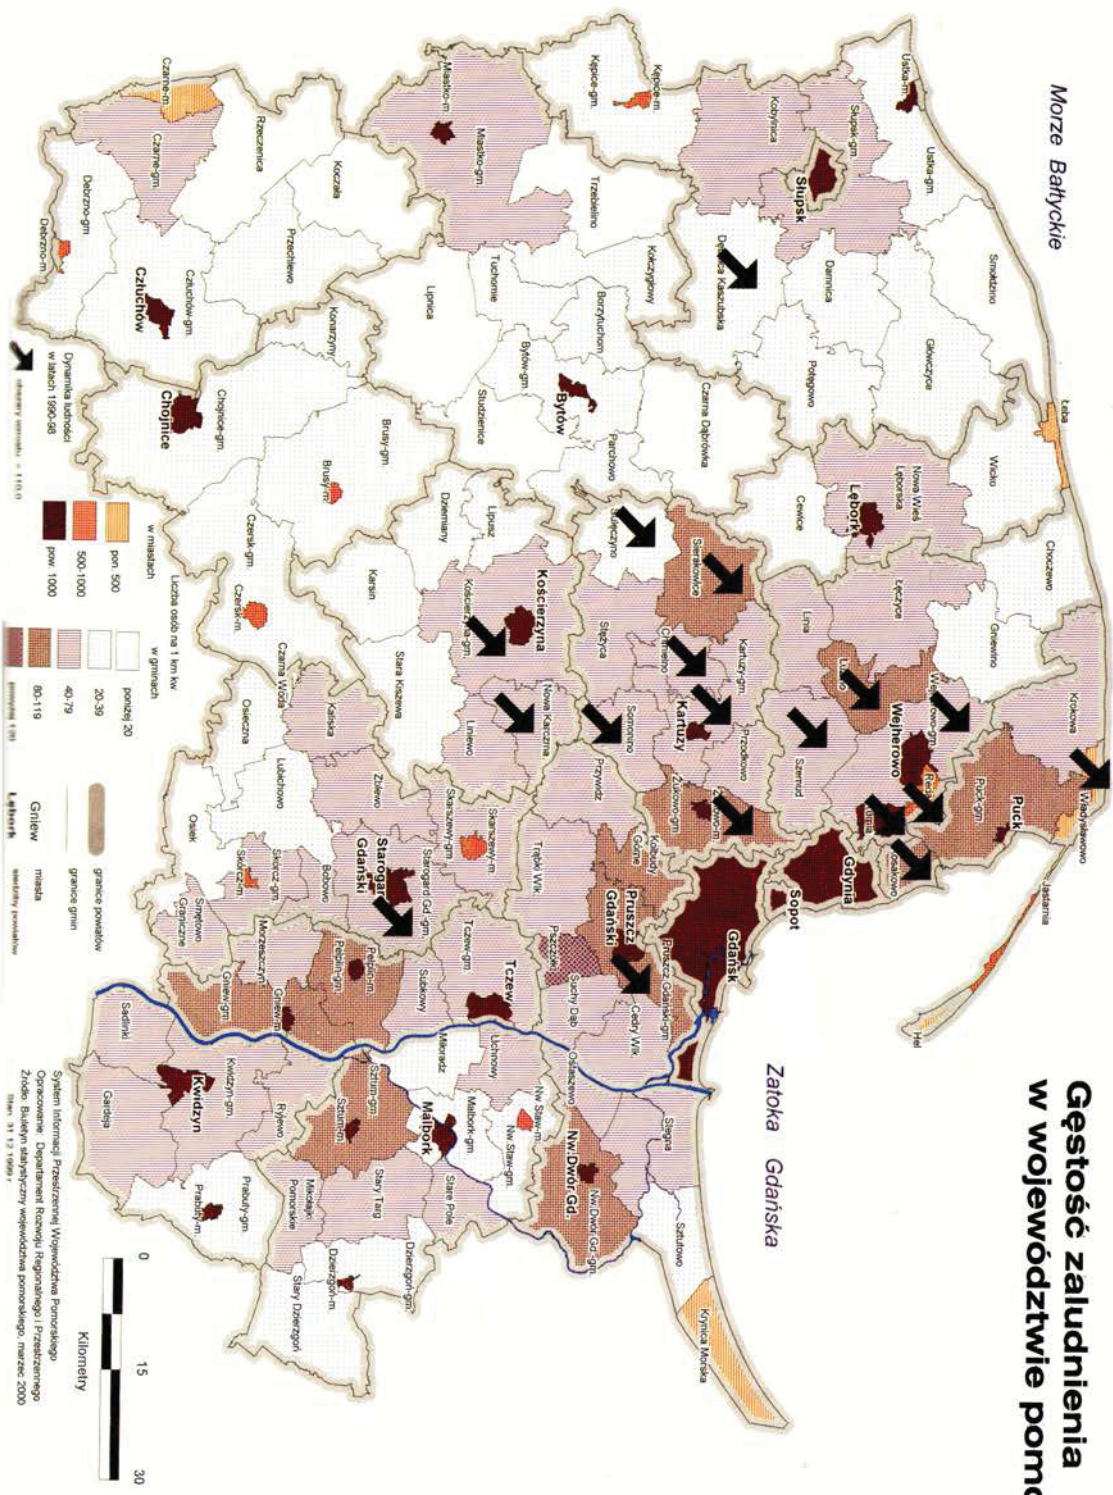 Gęstość zaludnienia
w województwie pomo
Morze Bałtyckie
Zatoka Gdańska
Ustka-m.
Ustka-gm.
Smołdzino
Łeba
Słupsk-gm.
Słupsk
Kobylnica
Główczyce
Wicko
Choczewo
Gniewino
Krokowa
Władysławowo
Jastarnia
Hel
Kępice-m.
Kępice-gm.
Damnica
Potęgowo
Nowa Wieś
Lęborska
Lębork
Cewice
Łęczyce
Wejherowo
Puck-gm.
Puck
Trzebielino
Kołczygłowy
Czarna Dąbrówka
Linia
Szemud
Gdynia
Sopot
Miastko-m.
Miastko-gm.
Borzytuchom
Tuchomie
Bytów-gm.
Bytów
Parchowo
Studzienice
Lipnica
Sierakowice
Kartuzy-gm.
Kartuzy
Przodkowo
Stężyca
Somonino
Żukowo-gm.
Gdańsk
Przywidz
Kolbudy
Górne
Pruszcz
Gdański
Pruszcz Gdański-gm.
Trąbki Wlk.
Pszczółki
Suchy Dąb
Cedry Wlk.
Ostaszewo
Stegna
Sztutowo
Krynica Morska
Koczała
Rzeczenica
Przechlewo
Konarzyny
Czarne-m.
Czarne-gm.
Debrzno-gm
Debrzno-m.
Człuchów-gm.
Człuchów
Chojnice-gm.
Chojnice
Brusy-gm.
Brusy-m.
Czersk-gm.
Czersk-m.
Dziemiany
Lipusz
Karsin
Kościerzyna
Kościerzyna-gm.
Nowa Karczma
Liniewo
Stara Kiszewa
Skarszewy-m.
Skarszewy-gm.
Czarna Woda
Kaliska
Zblewo
Osieczna
Lubichowo
Osiek
Starogard Gd.-gm.
Gdański
Bobowo
Skórcz-gm.
Skórcz-m.
Smętowo
Graniczne
Tczew-gm.
Tczew
Subkowy
Pelplin-m.
Pelplin-gm.
Morzeszczyn
Gniew-gm.
Gniew-m.
Miłoradz
Lichnowy
Nw.Staw-m.
Nw.Staw-gm.
Malbork-gm.
Malbork
Nw.Dwór Gd.
Nw.Dwór Gd.-gm.
Stare Pole
Stary Targ
Sztum-gm.
Sztum-m.
Mikołajki
Pomorskie
Dzierzgoń-gm.
Dzierzgoń-m.
Stary Dzierzgoń
Ryjewo
Kwidzyn-gm.
Kwidzyn
Sadlinki
Gardeja
Prabuty-gm.
Prabuty-m.
Dynamika ludności
w latach 1990-98
Liczba osób na 1 km kw
w miastach
pon. 500
500-1000
pow. 1000
w gminach
poniżej 20
20-39
40-79
80-119
granice powiatów
granice gmin
Gniew
miasta
Lębork
siedziby powiatów
System Informacji Przestrzennej Województwa Pomorskiego
Opracowanie: Departament Rozwoju Regionalnego i Przestrzennego
Źródło: Biuletyn statystyczny województwa pomorskiego, marzec 2000
0
15
30
Kilometry